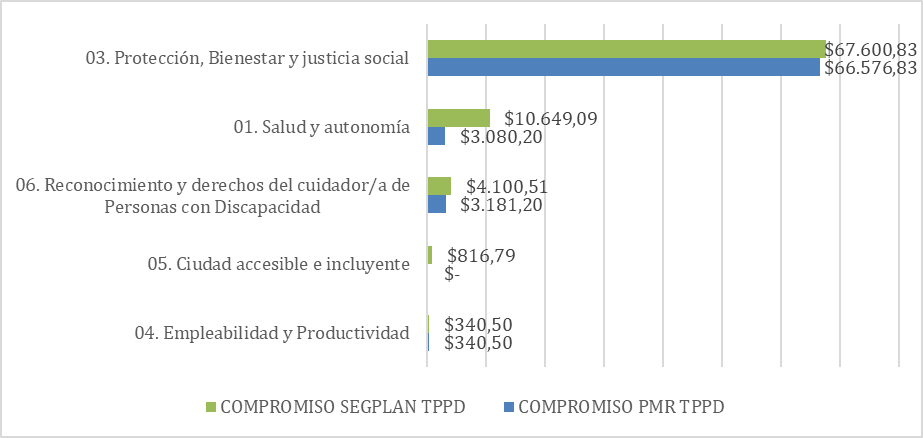 03. Protección, Bienestar y justicia social
$67.600,83
$66.576,83
01. Salud y autonomía
$10.649,09
$3.080,20
06. Reconocimiento y derechos del cuidador/a de
Personas con Discapacidad
$4.100,51
$3.181,20
05. Ciudad accesible e incluyente
$816,79
$-
04. Empleabilidad y Productividad
$340,50
$340,50
COMPROMISO SEGPLAN TPPD
COMPROMISO PMR TPPD